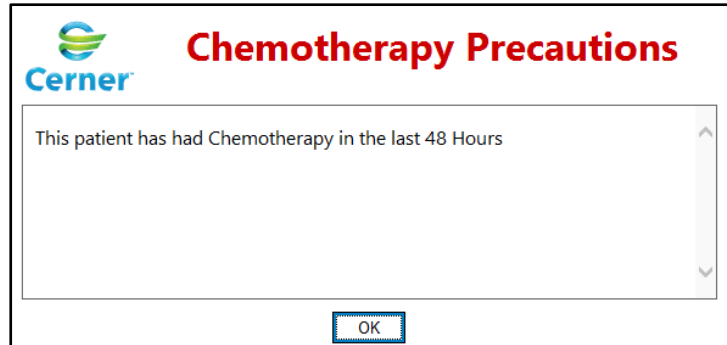 Chemotherapy Precautions
Cerner
This patient has had Chemotherapy in the last 48 Hours
OK